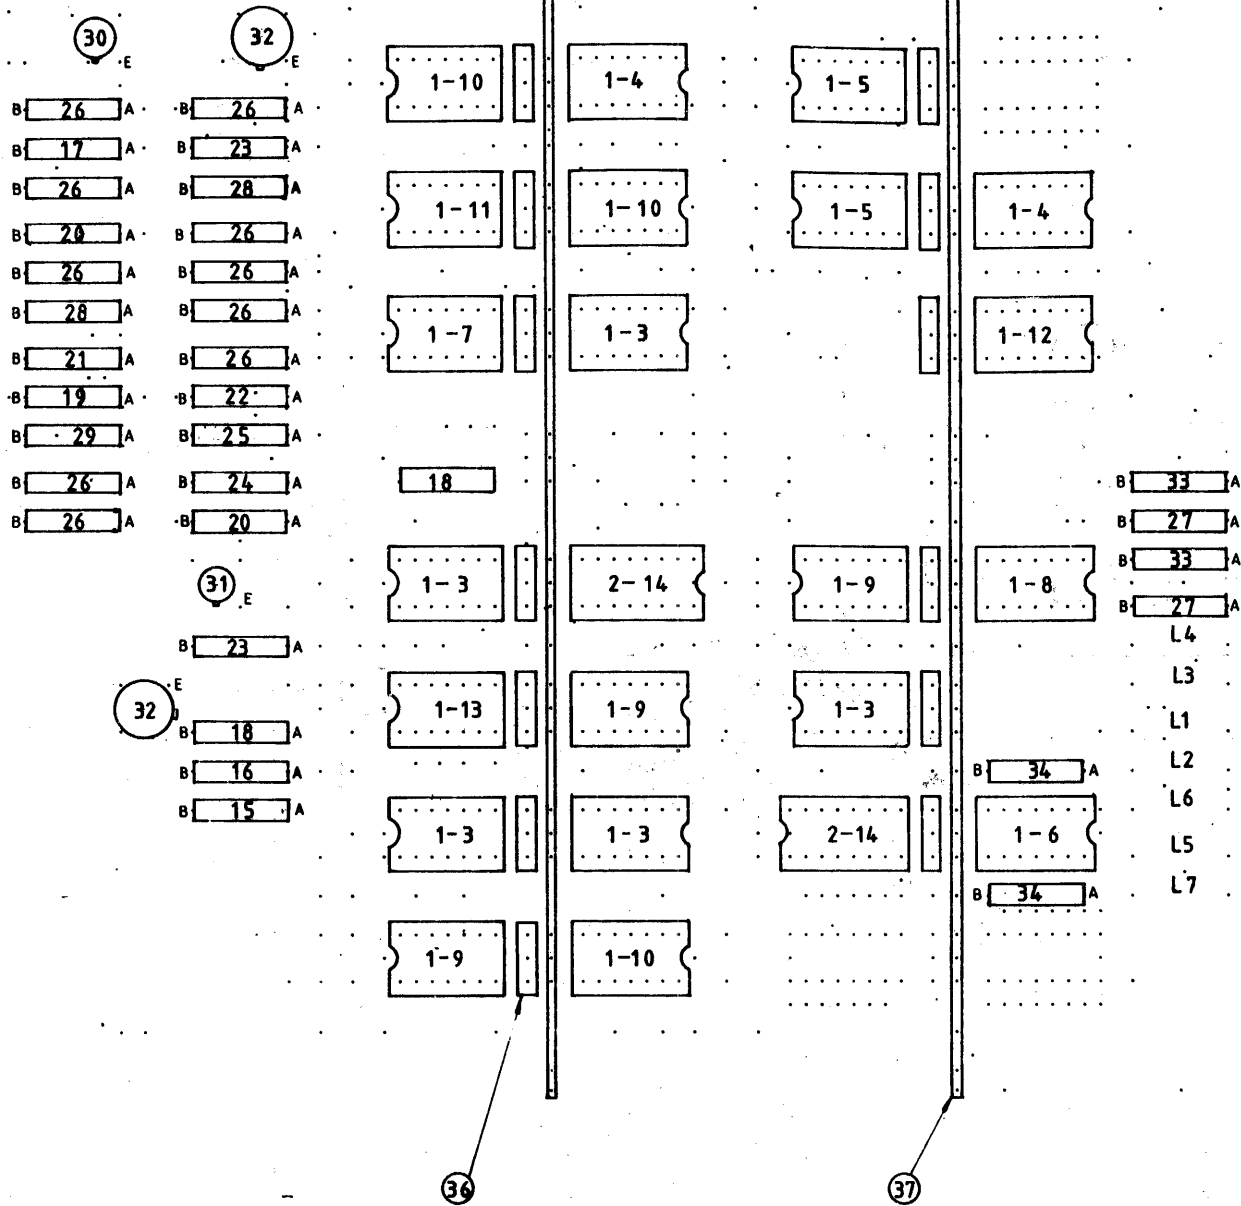 30 32
E E
1-10 1-4 1-5
B 26 A B 26 A
B 17 A B 23 A
B 26 A B 28 A
1-11 1-10 1-5 1-4
B 20 A B 26 A
B 26 A B 26 A
B 28 A B 26 A
1-7 1-3 1-12
B 21 A B 26 A
B 19 A B 22 A
B 29 A B 25 A
B 26 A B 24 A 18 B 33 A
B 26 A B 20 A B 27 A
B 33 A
31 1-3 2-14 1-9 1-8
E B 27 A
L4
B 23 A
L3
E
32 1-13 1-9 1-3
L1
B 18 A
L2
B 16 A B 34 A
L6
B 15 A
1-3 1-3 2-14 1-6
L5
L7
B 34 A
1-9 1-10
36 37